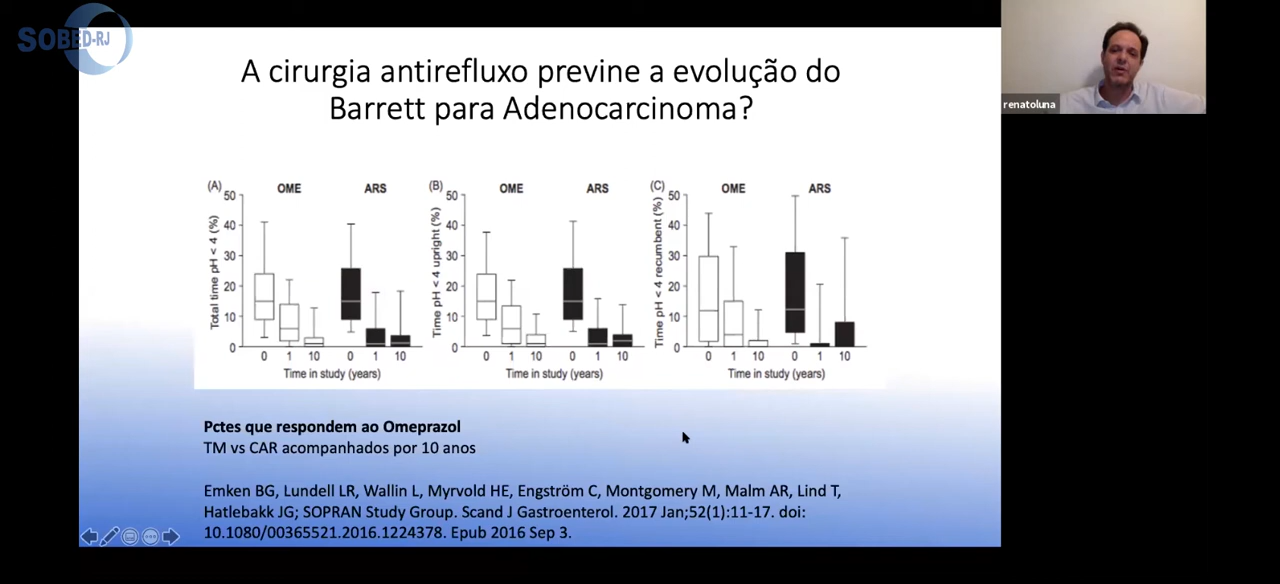 SOBED-RJ
renatoluna
A cirurgia antirefluxo previne a evolução do
Barrett para Adenocarcinoma?
(A)
OME
ARS
50
40
30
20
10
0
Total time pH < 4 (%)
0 1 10 0 1 10
Time in study (years)
(B)
OME
ARS
50
40
30
20
10
0
Time pH < 4 upright (%)
0 1 10 0 1 10
Time in study (years)
(C)
OME
ARS
50
40
30
20
10
0
Time pH < 4 recumbent (%)
0 1 10 0 1 10
Time in study (years)
Pctes que respondem ao Omeprazol
TM vs CAR acompanhados por 10 anos
Emken BG, Lundell LR, Wallin L, Myrvold HE, Engström C, Montgomery M, Malm AR, Lind T,
Hatlebakk JG; SOPRAN Study Group. Scand J Gastroenterol. 2017 Jan;52(1):11-17. doi:
10.1080/00365521.2016.1224378. Epub 2016 Sep 3.